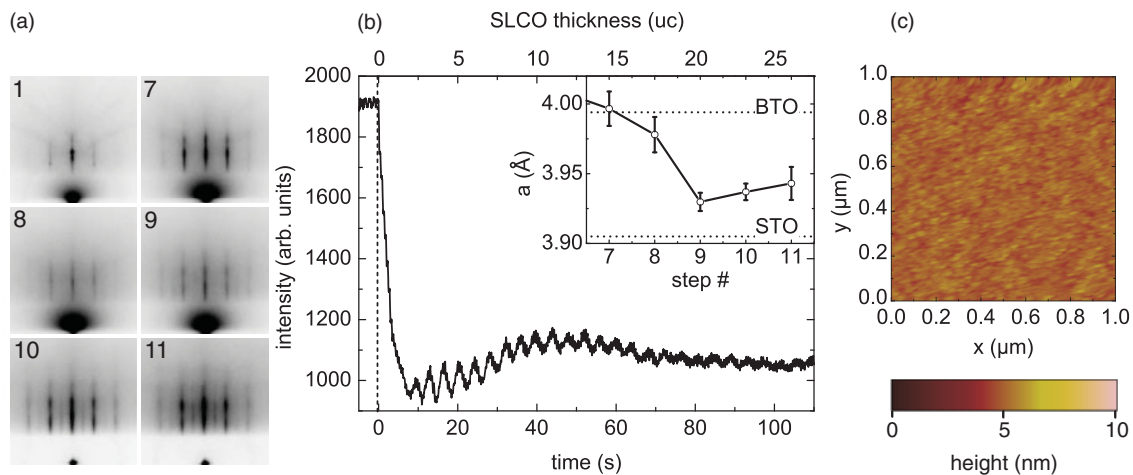 (a)
1
7
8
9
10
11
(b)
SLCO thickness (uc)
0 5 10 15 20 25
2000
1900
1800
1600
1400
1200
1100
1000
intensity (arb. units)
0 20 40 60 80 100
time (s)
4.00
3.95
3.90
a (Å)
BTO
STO
7 8 9 10 11
step #
(c)
1.0
0.8
0.6
0.4
0.2
0.0
y (µm)
0.0 0.2 0.4 0.6 0.8 1.0
x (µm)
0 5 10
height (nm)